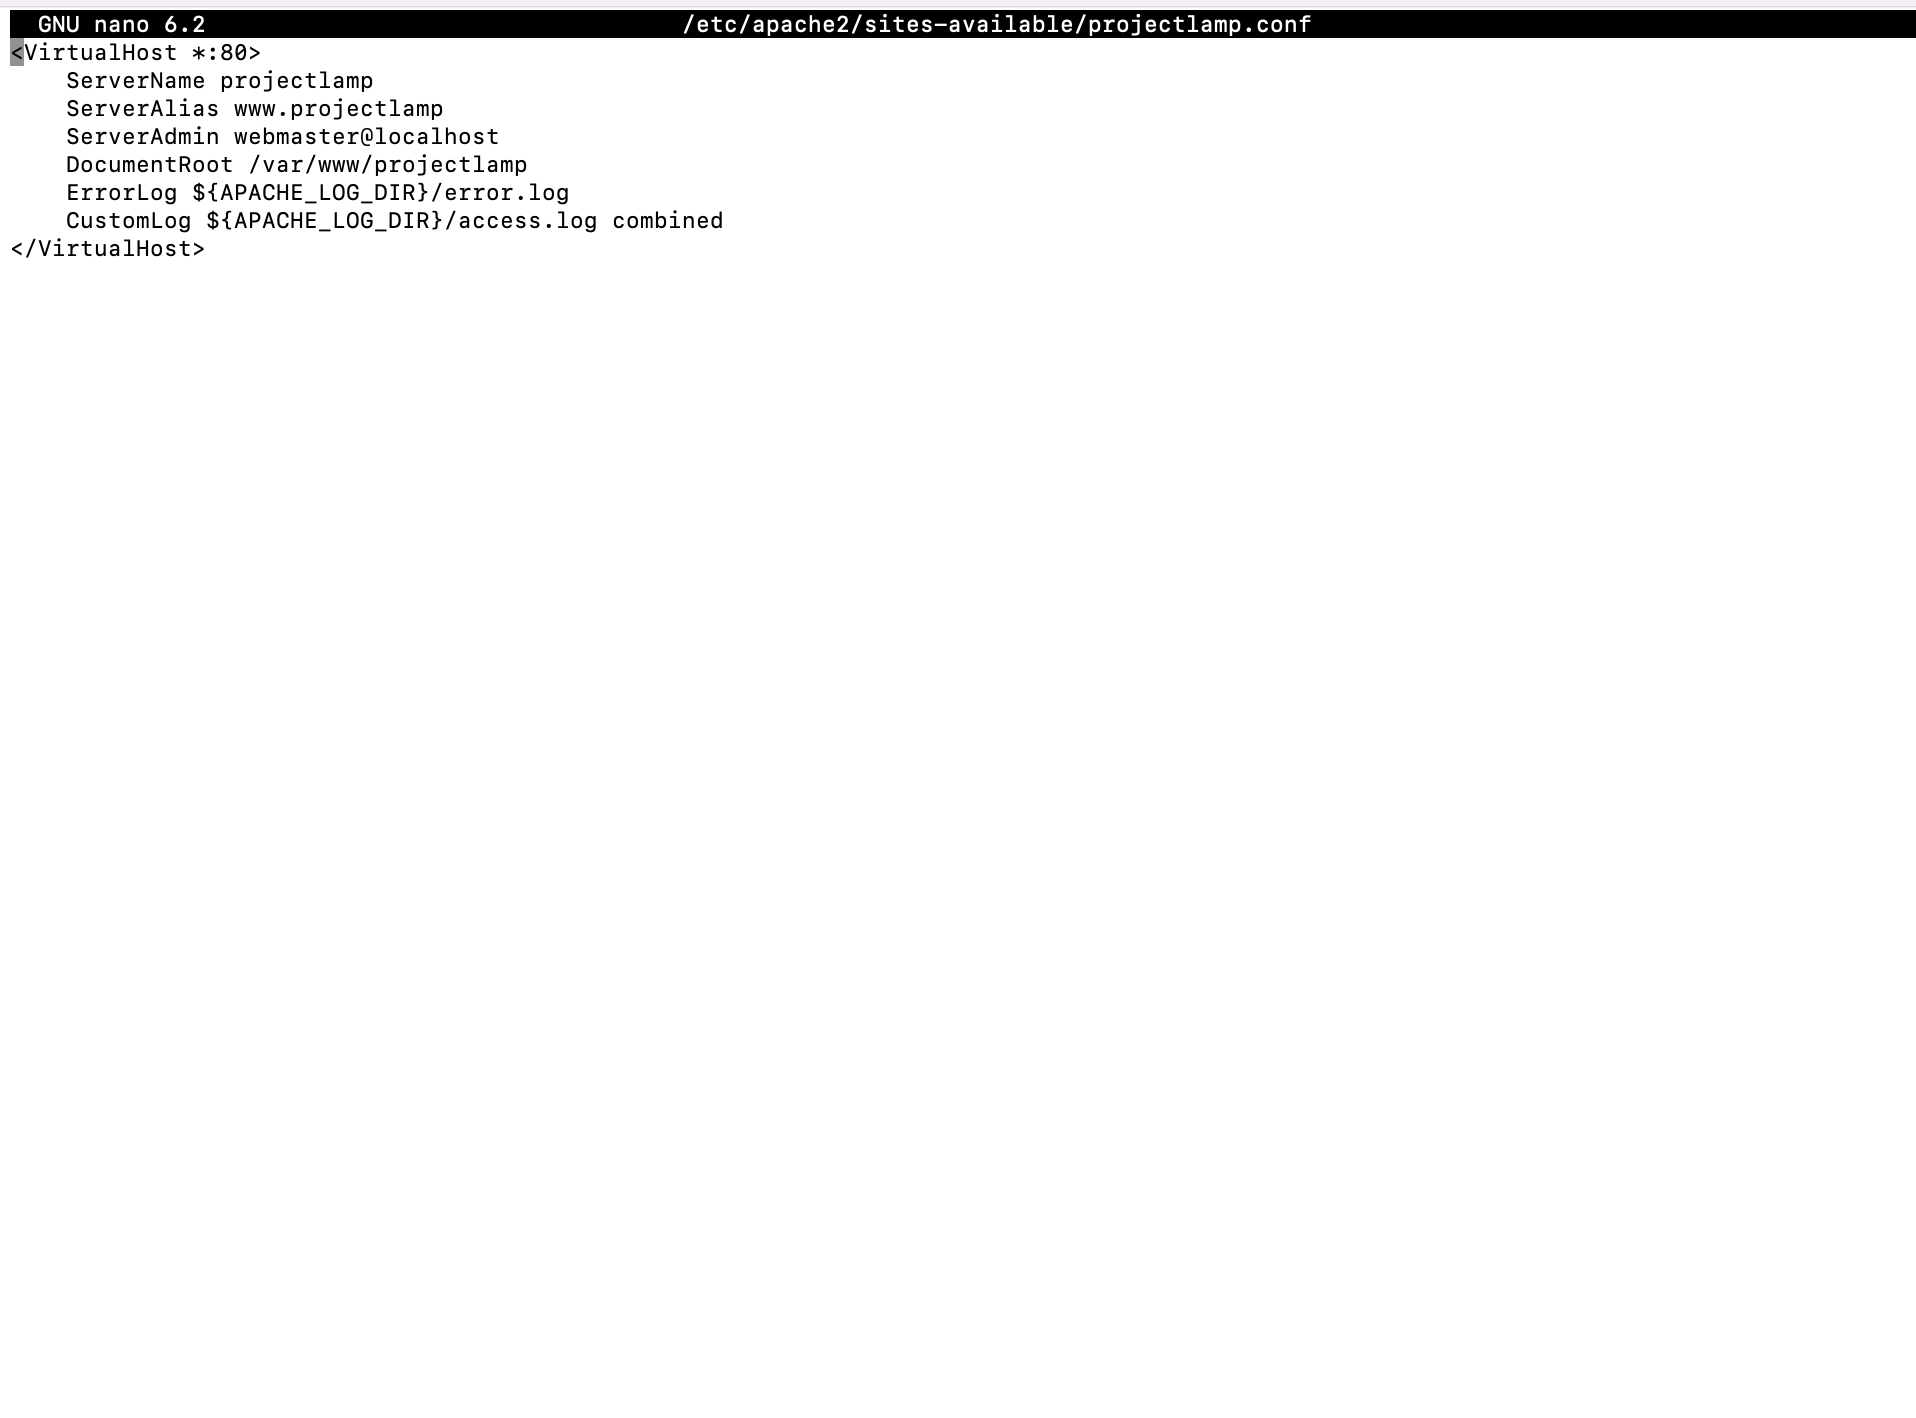 GNU nano 6.2 /etc/apache2/sites-available/projectlamp.conf
<VirtualHost *:80>
    ServerName projectlamp
    ServerAlias www.projectlamp
    ServerAdmin webmaster@localhost
    DocumentRoot /var/www/projectlamp
    ErrorLog ${APACHE_LOG_DIR}/error.log
    CustomLog ${APACHE_LOG_DIR}/access.log combined
</VirtualHost>